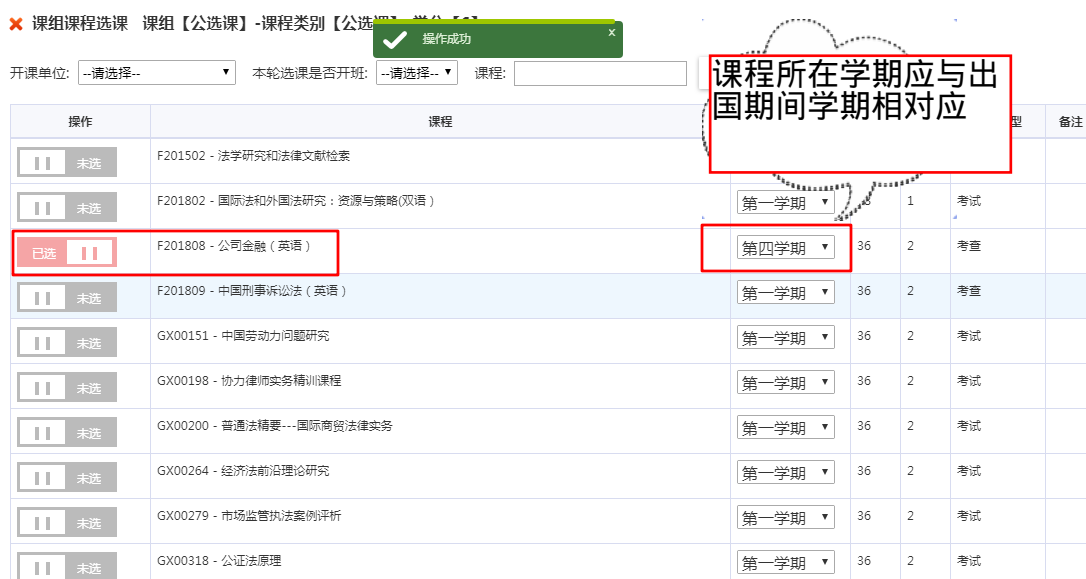 课组课程选课 课组【公选课】-课程类别【公选课】
操作成功 x
开课单位: --请选择-- 本轮选课是否开班: --请选择-- 课程:
课程所在学期应与出
国期间学期相对应
操作 课程 型 备注
未选 F201502 - 法学研究和法律文献检索
未选 F201802 - 国际法和外国法研究：资源与策略(双语） 第一学期 1 考试
已选 F201808 - 公司金融（英语） 第四学期 36 2 考查
未选 F201809 - 中国刑事诉讼法（英语） 第一学期 36 2 考查
未选 GX00151 - 中国劳动力问题研究 第一学期 36 2 考试
未选 GX00198 - 协力律师实务精训课程 第一学期 36 2 考试
未选 GX00200 - 普通法精要---国际商贸法律实务 第一学期 36 2 考试
未选 GX00264 - 经济法前沿理论研究 第一学期 36 2 考试
未选 GX00279 - 市场监管执法案例评析 第一学期 36 2 考试
未选 GX00318 - 公证法原理 第一学期 36 2 考试